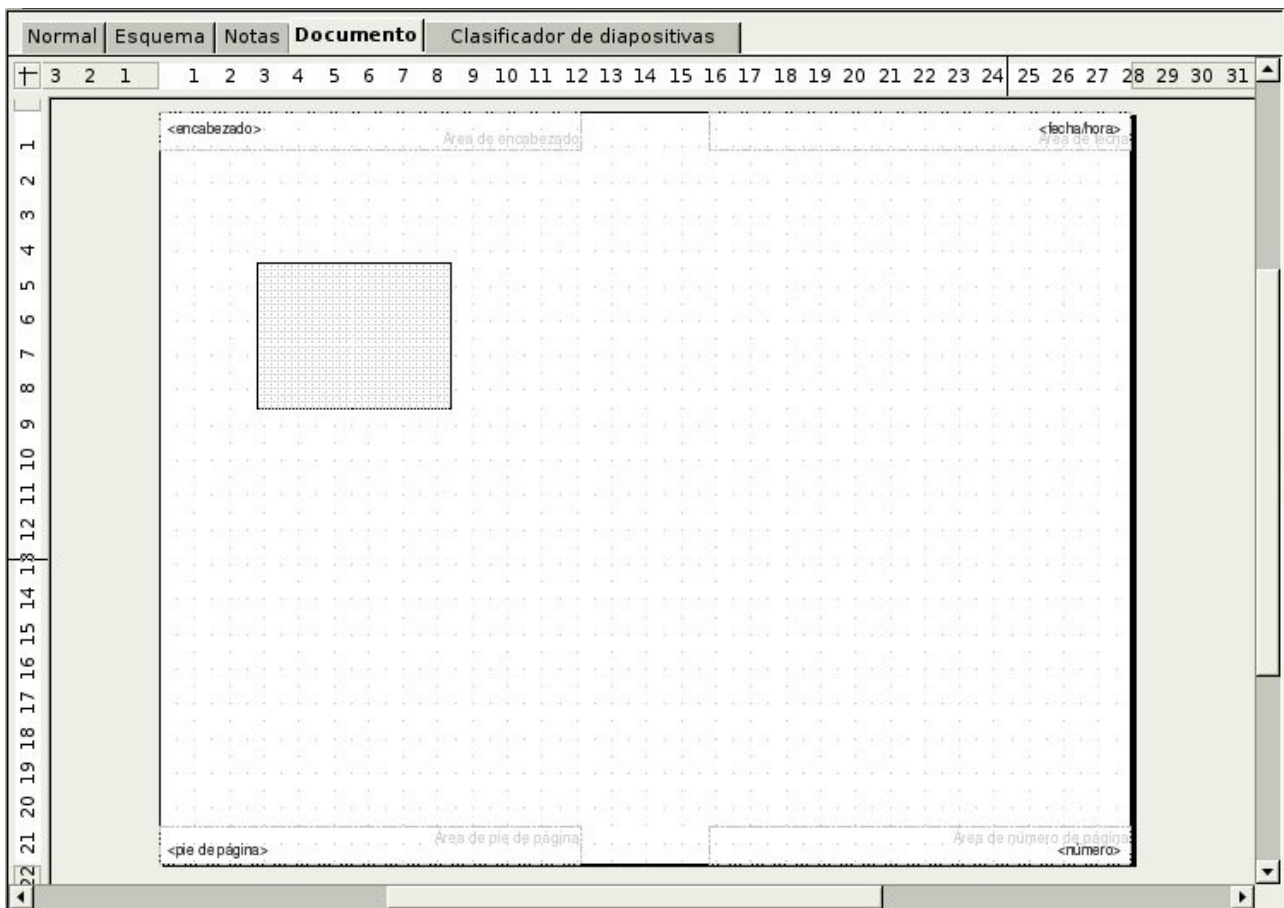 Normal Esquema Notas Documento Clasificador de diapositivas
3 2 1 1 2 3 4 5 6 7 8 9 10 11 12 13 14 15 16 17 18 19 20 21 22 23 24 25 26 27 28 29 30 31
<encabezado>
Área de encabezado
<fecha/hora>
Área de fecha
1
2
3
4
5
6
7
8
9
10
11
12
13
14
15
16
17
18
19
20
21
22
Área de pie de página
<pie de página>
Área de número de página
<número>